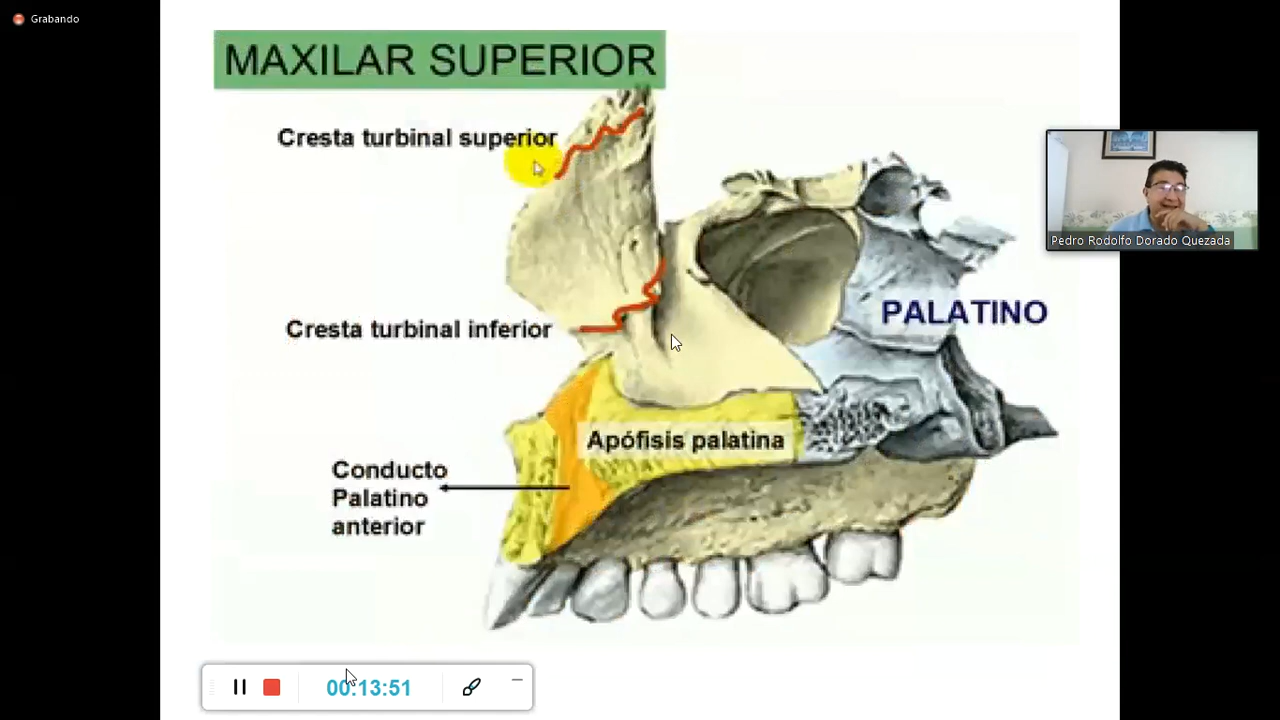 Grabando
MAXILAR SUPERIOR
Cresta turbinal superior
Pedro Rodolfo Dorado Quezada
PALATINO
Cresta turbinal inferior
Apófisis palatina
Conducto
Palatino
anterior
00:13:51